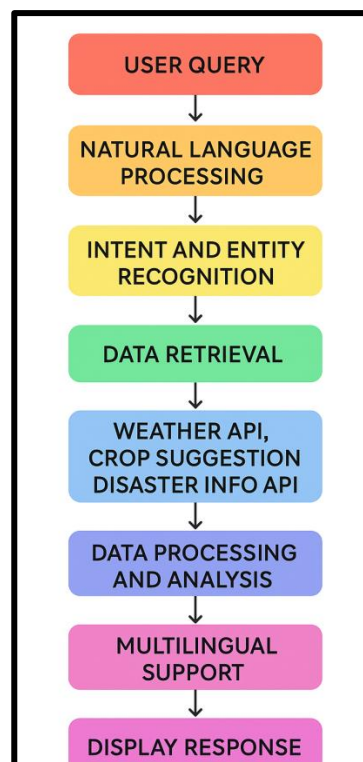 USER QUERY
NATURAL LANGUAGE
PROCESSING
INTENT AND ENTITY
RECOGNITION
DATA RETRIEVAL
WEATHER API,
CROP SUGGESTION
DISASTER INFO API
DATA PROCESSING
AND ANALYSIS
MULTILINGUAL
SUPPORT
DISPLAY RESPONSE